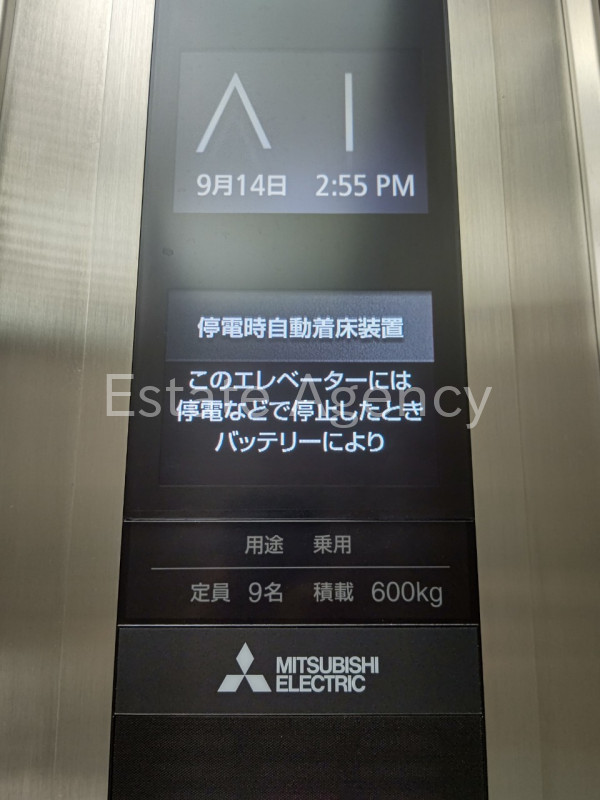 1
9月14日 2:55 PM
停電時自動着床装置
このエレベーターには
停電などで停止したとき
バッテリーにより
Estate Agency
用途 乗用
定員 9名 積載 600kg
MITSUBISHI
ELECTRIC